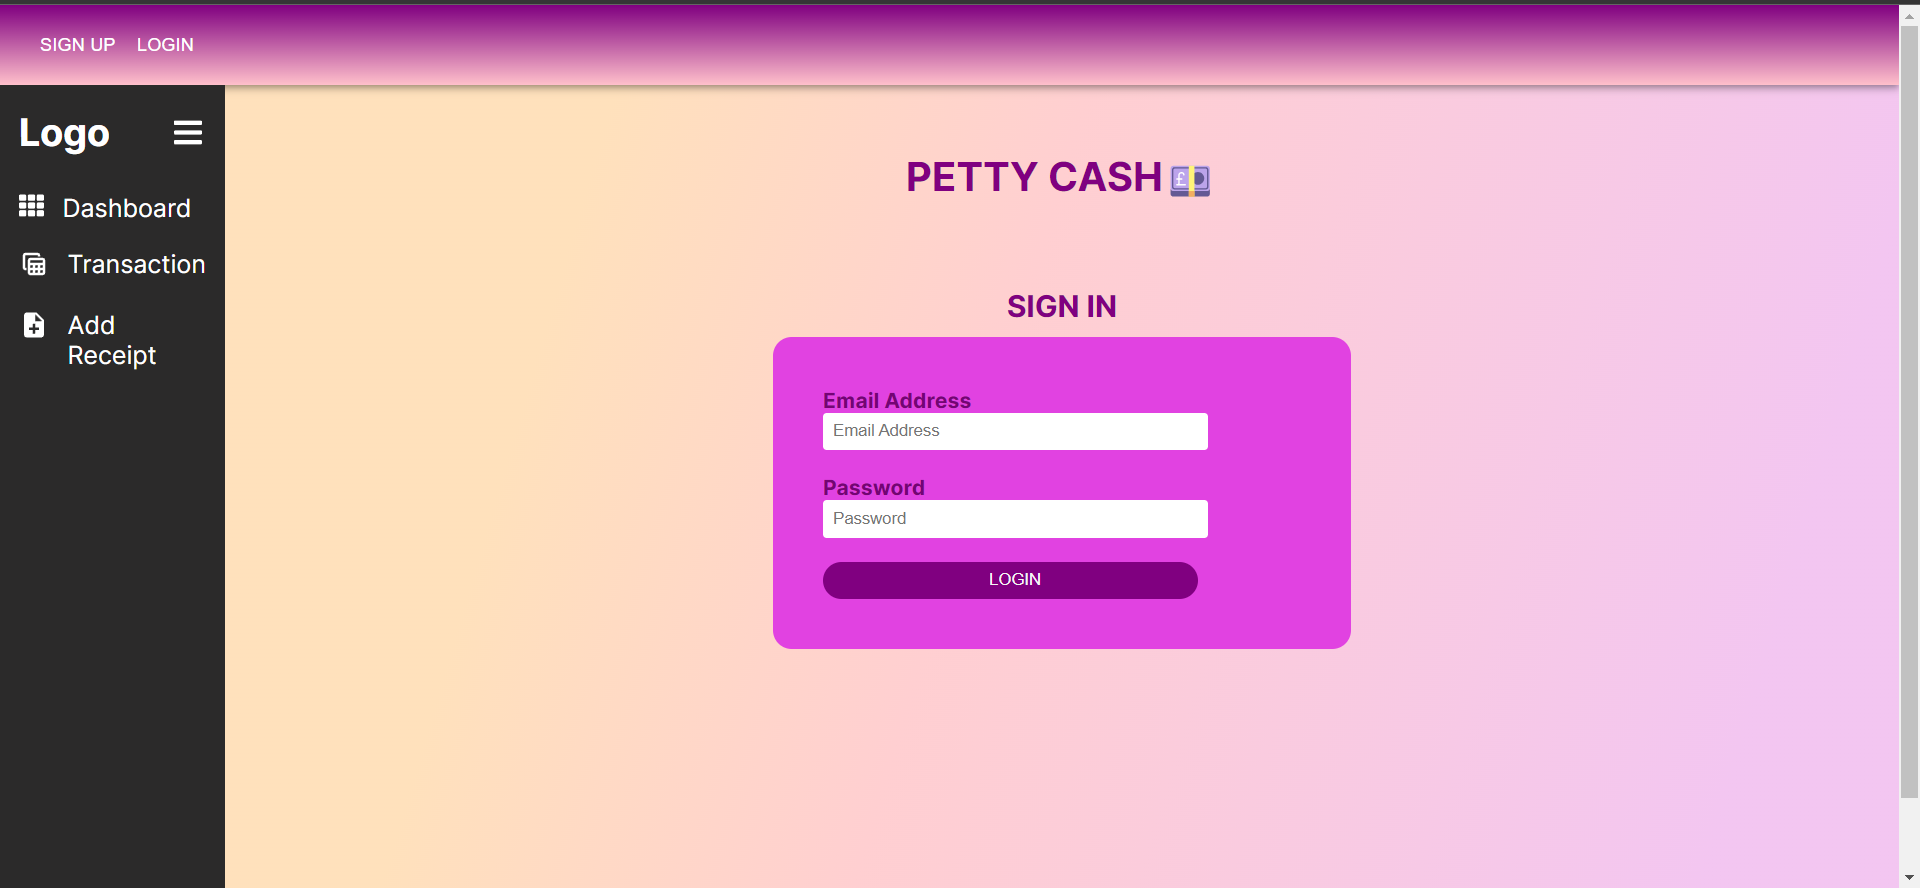 SIGN UP LOGIN
Logo
Dashboard
Transaction
Add
Receipt
PETTY CASH
SIGN IN
Email Address
Email Address
Password
Password
LOGIN